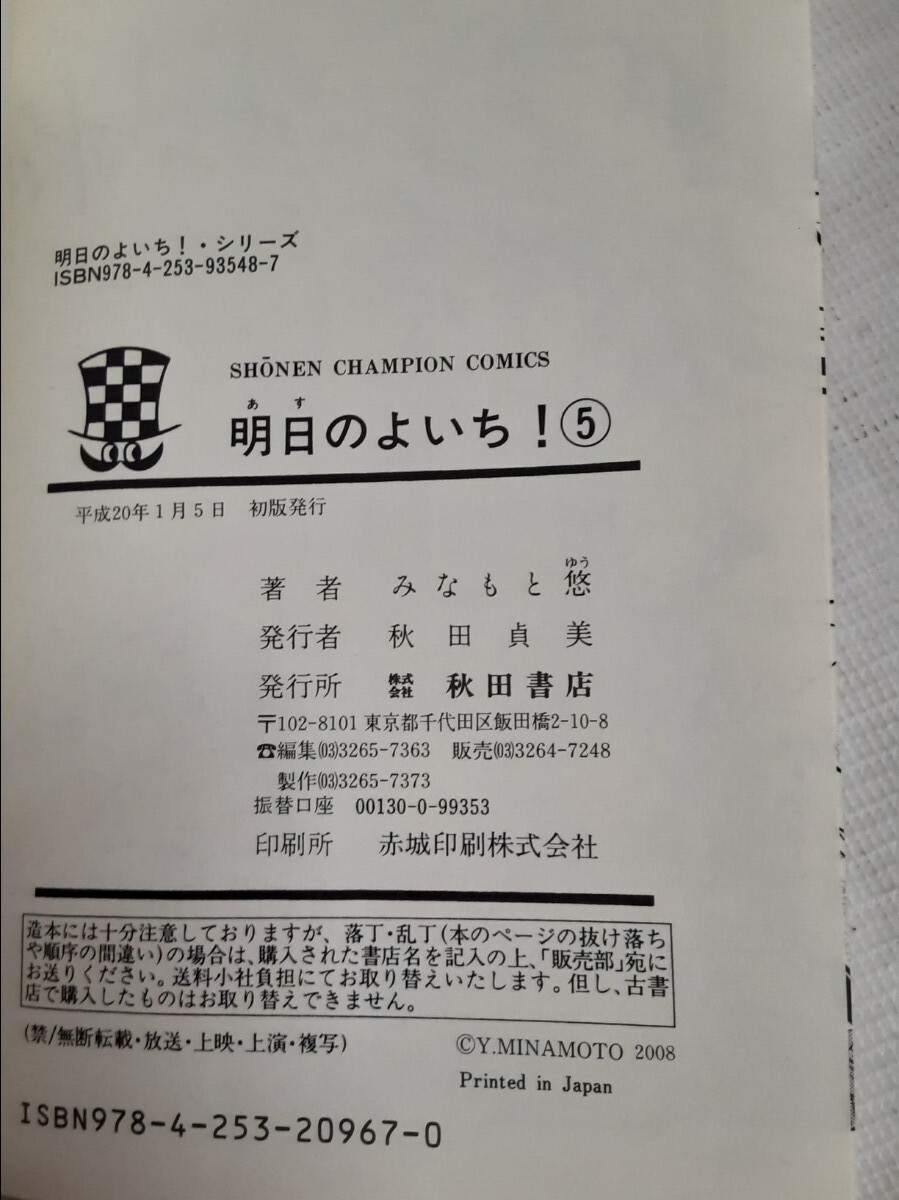 明日のよいち！・シリーズ
ISBN978-4-253-93548-7
SHŌNEN CHAMPION COMICS
あす
明日のよいち！⑤
平成20年1月5日　初版発行
ゆう
著者　みなもと悠
発行者　秋田貞美
発行所　株式会社　秋田書店
〒102-8101 東京都千代田区飯田橋2-10-8
☎編集(03)3265-7363　販売(03)3264-7248
製作(03)3265-7373
振替口座　00130-0-99353
印刷所　赤城印刷株式会社
造本には十分注意しておりますが、落丁・乱丁(本のページの抜け落ち
や順序の間違い)の場合は、購入された書店名を記入の上、「販売部」宛に
お送りください。送料小社負担にてお取り替えいたします。但し、古書
店で購入したものはお取り替えできません。
(禁/無断転載・放送・上映・上演・複写)
©Y.MINAMOTO 2008
Printed in Japan
ISBN978-4-253-20967-0